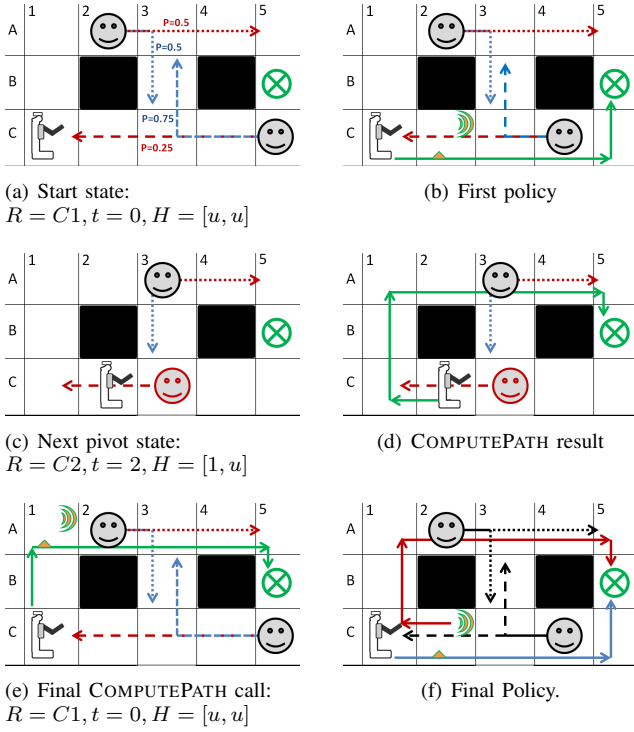 1 2 3 4 5
A
B
C
P=0.5
P=0.5
P=0.75
P=0.25
(a) Start state:
R = C1, t = 0, H = [u, u]
1 2 3 4 5
A
B
C
(b) First policy
1 2 3 4 5
A
B
C
(c) Next pivot state:
R = C2, t = 2, H = [1, u]
1 2 3 4 5
A
B
C
(d) COMPUTEPATH result
1 2 3 4 5
A
B
C
(e) Final COMPUTEPATH call:
R = C1, t = 0, H = [u, u]
1 2 3 4 5
A
B
C
(f) Final Policy.